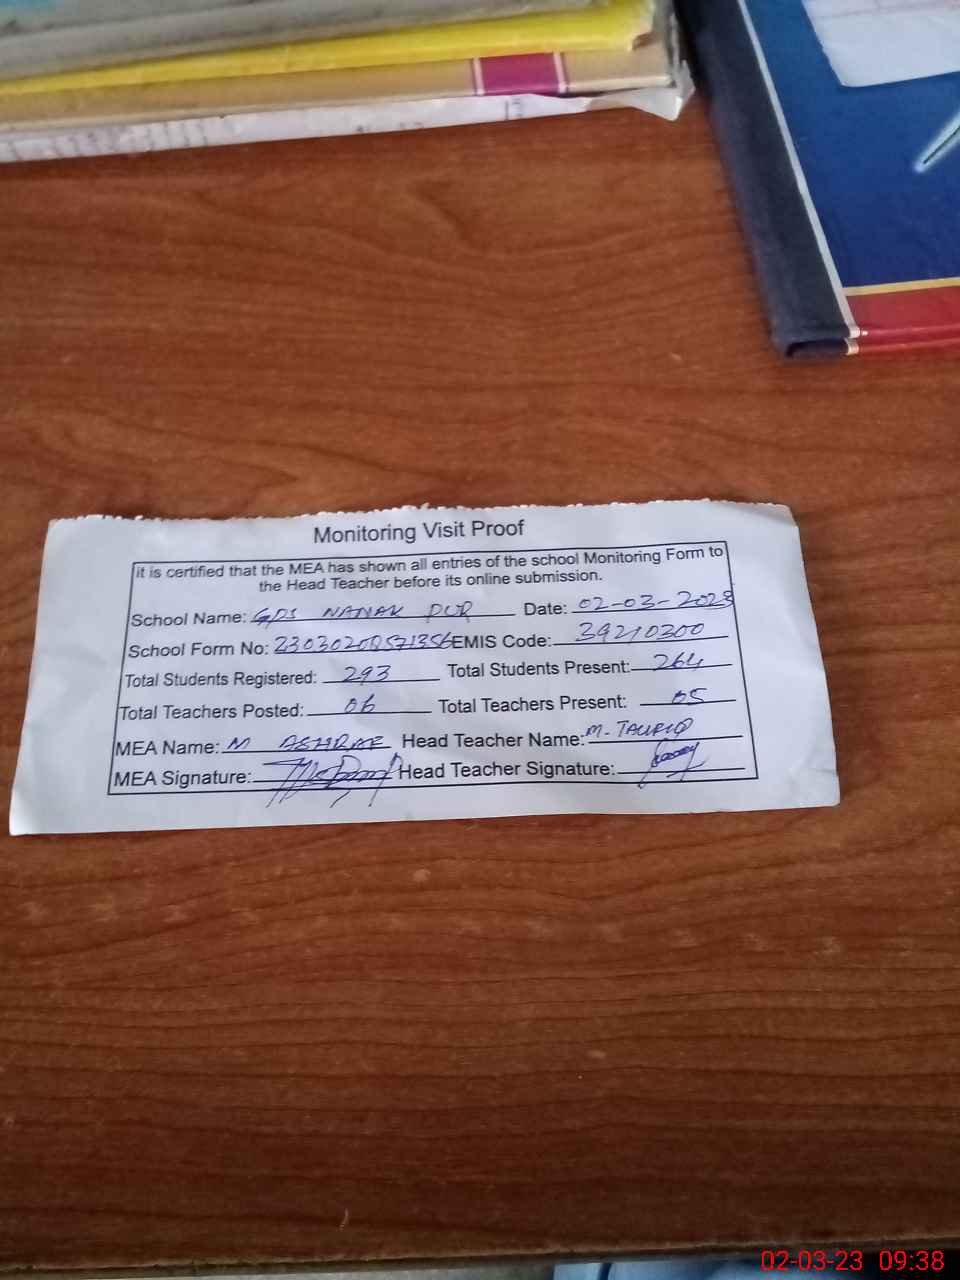 Monitoring Visit Proof
it is certified that the MEA has shown all entries of the school Monitoring Form to
the Head Teacher before its online submission.
School Name: GPS NANAK PUR Date: 02-03-2023
School Form No: EMIS Code: 39210300
Total Students Registered: 293 Total Students Present: 264
Total Teachers Posted: 06 Total Teachers Present: 05
MEA Name: M ASHRAF Head Teacher Name: M. TAUFIQ
MEA Signature: Head Teacher Signature:
02-03-23 09:38